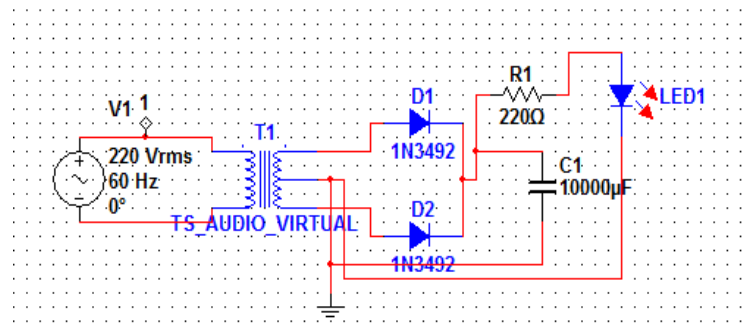 V1
1
220 Vrms
60 Hz
0°
T1
TS_AUDIO_VIRTUAL
D1
1N3492
D2
1N3492
R1
220Ω
LED1
C1
10000µF